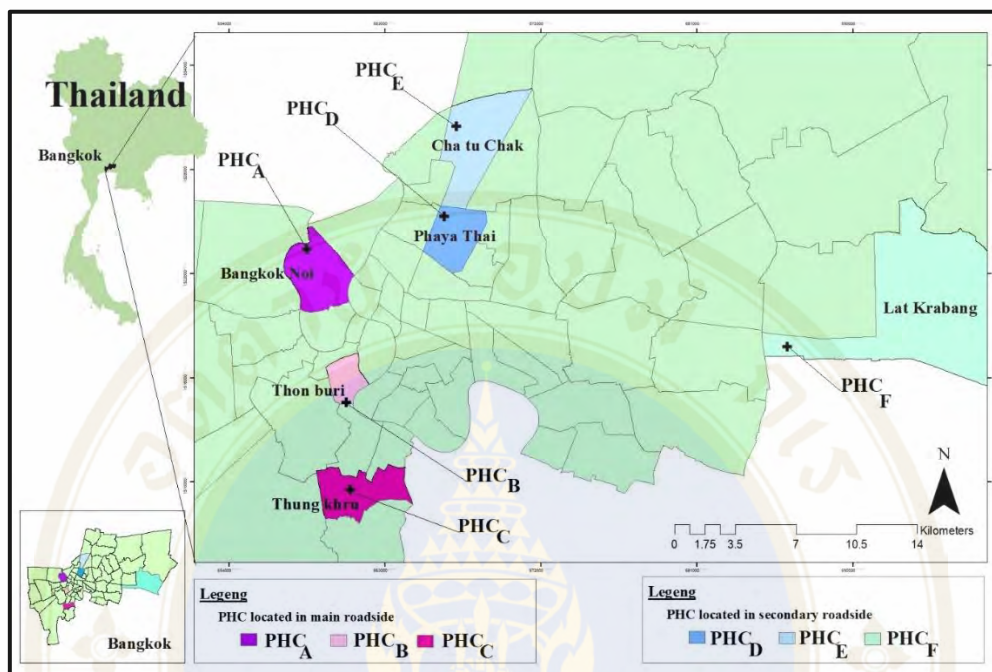 Thailand
Bangkok
PHC E
PHC D
PHC A
Cha tu Chak
Phaya Thai
Bangkok Noi
Lat Krabang
PHC F
Thon buri
PHC B
Thung khru
PHC C
N
Kilometers
0 1.75 3.5 7 10.5 14
Bangkok
Legeng
PHC located in main roadside
PHC A PHC B PHC C
Legeng
PHC located in secondary roadside
PHC D PHC E PHC F